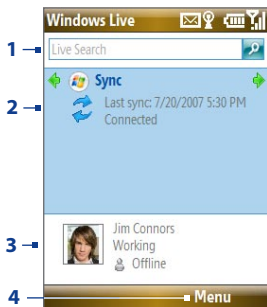 Windows Live
1
Live Search
Sync
2
Last sync: 7/20/2007 5:30 PM
Connected
Jim Connors
3
Working
Offline
4
Menu